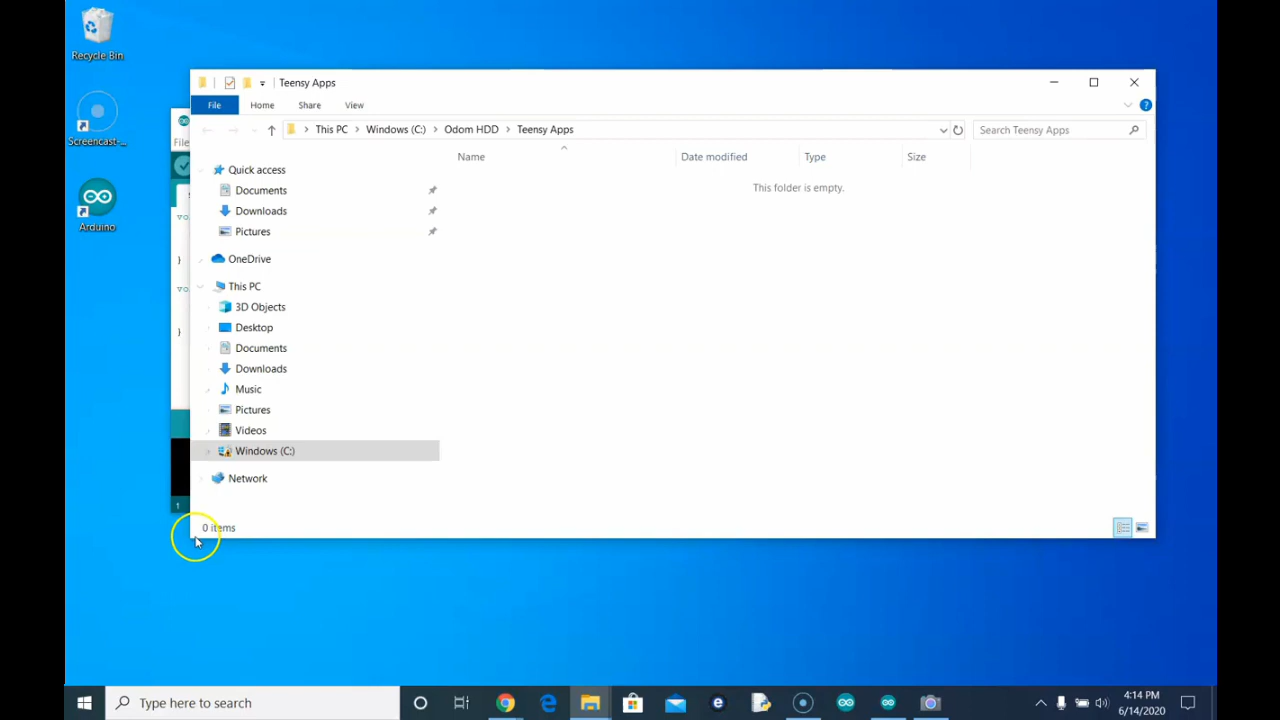 Recycle Bin
Screencast-...
Arduino
Teensy Apps
File Home Share View
This PC Windows (C:) Odom HDD Teensy Apps
Search Teensy Apps
Name Date modified Type Size
This folder is empty.
Quick access
Documents
Downloads
Pictures
OneDrive
This PC
3D Objects
Desktop
Documents
Downloads
Music
Pictures
Videos
Windows (C:)
Network
0 items
File
1
Type here to search
4:14 PM
6/14/2020